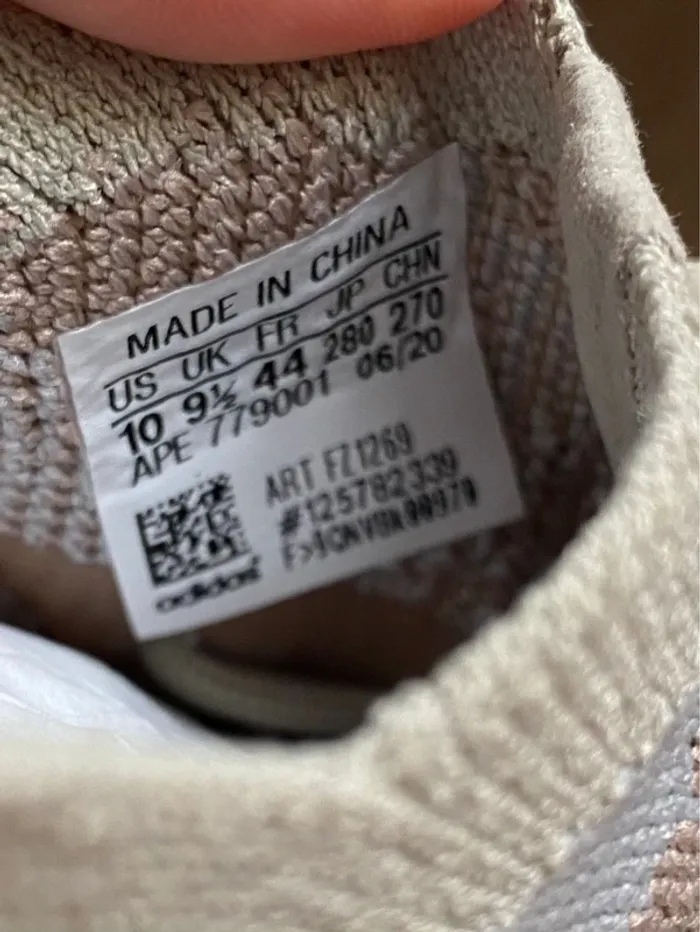 MADE IN CHINA
US UK FR JP CHN
10 9½ 44 280 270
APE 779001 06/20
ART FZ1269
#125782339
adidas